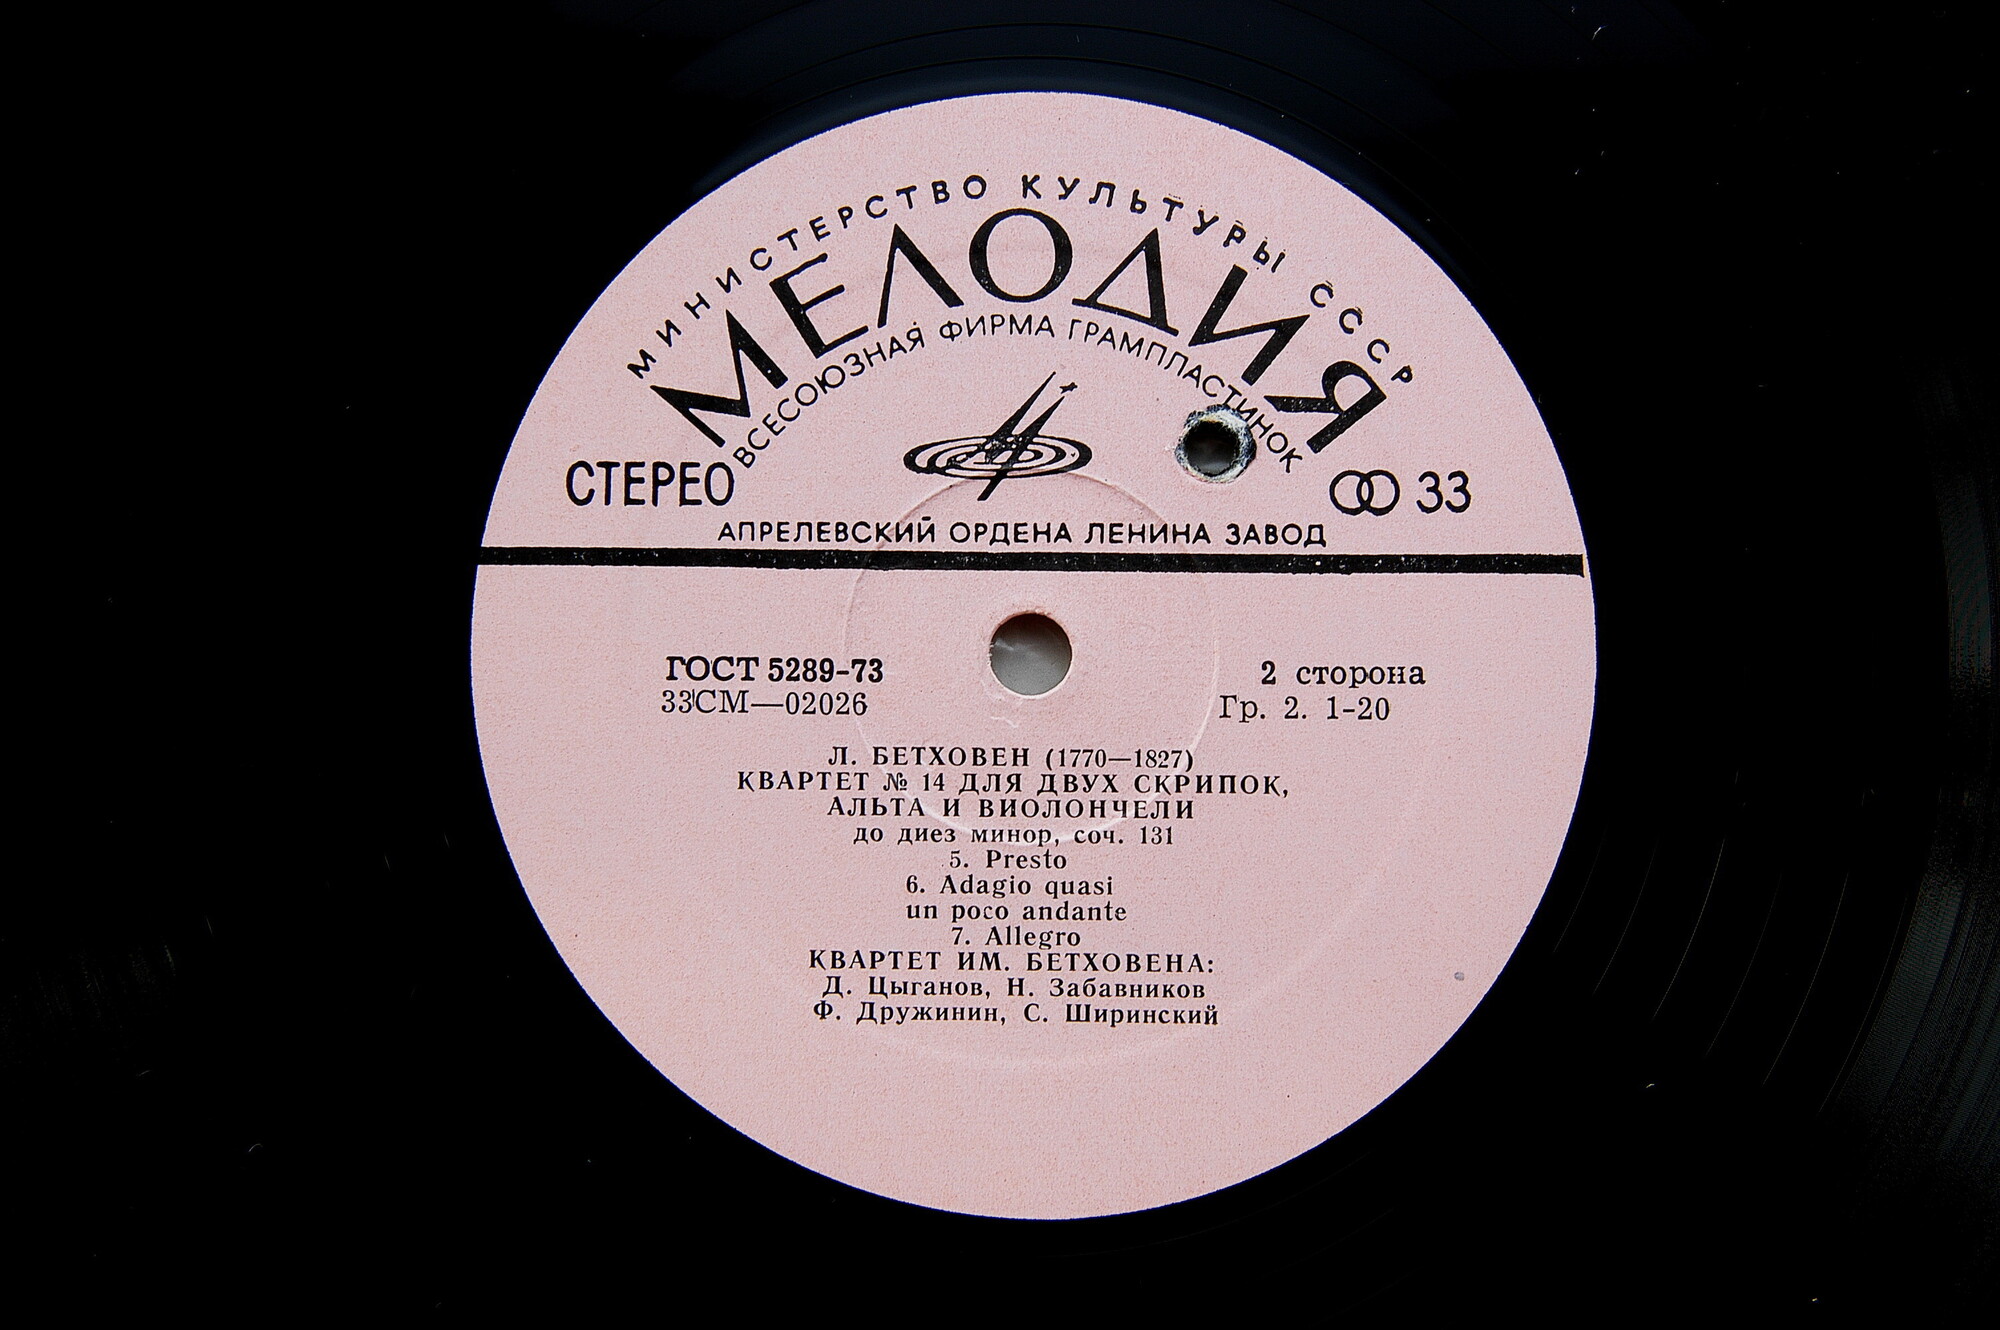 МИНИСТЕРСТВО КУЛЬТУРЫ СССР
МЕЛОДИЯ
ВСЕСОЮЗНАЯ ФИРМА ГРАМПЛАСТИНОК
СТЕРЕО
33
АПРЕЛЕВСКИЙ ОРДЕНА ЛЕНИНА ЗАВОД
ГОСТ 5289-73
2 сторона
33СМ—02026
Гр. 2. 1-20
Л. БЕТХОВЕН (1770—1827)
КВАРТЕТ № 14 ДЛЯ ДВУХ СКРИПОК,
АЛЬТА И ВИОЛОНЧЕЛИ
до диез минор, соч. 131
5. Presto
6. Adagio quasi
un poco andante
7. Allegro
КВАРТЕТ ИМ. БЕТХОВЕНА:
Д. Цыганов, Н. Забавников
Ф. Дружинин, С. Ширинский